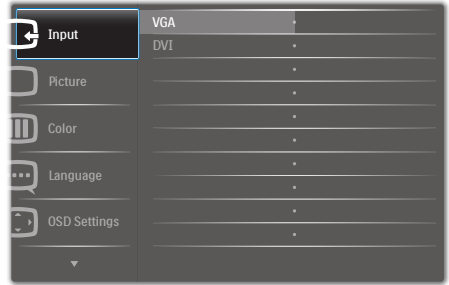 Input
VGA
DVI
Picture
Color
Language
OSD Settings